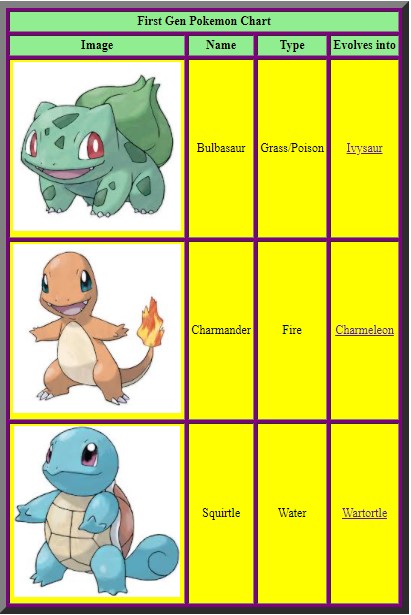 First Gen Pokemon Chart
Image Name Type Evolves into
Bulbasaur Grass/Poison Ivysaur
Charmander Fire Charmeleon
Squirtle Water Wartortle